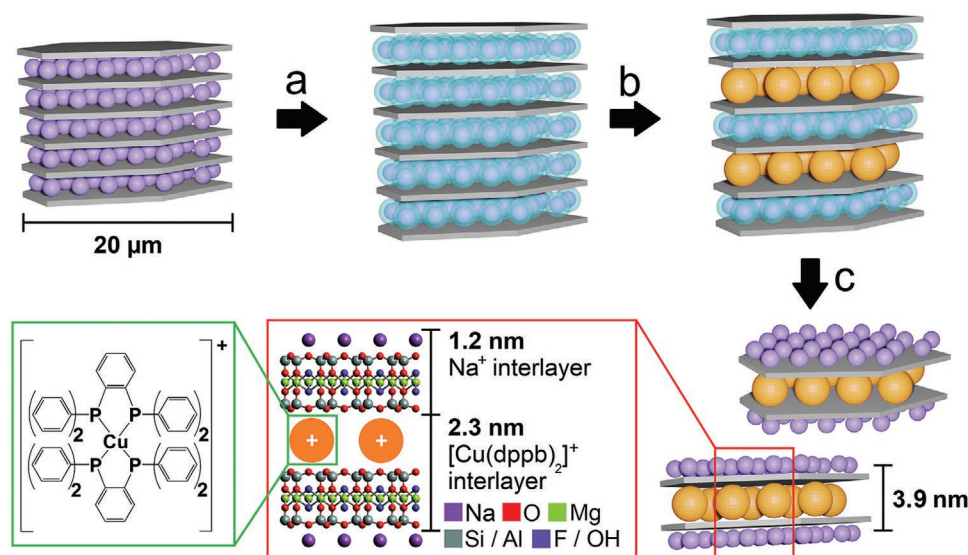 a
b
20 µm
c
+
( )2 P P ( )2
Cu
( )2 P P ( )2
+ +
1.2 nm
Na+ interlayer
2.3 nm
[Cu(dppb)2]+
interlayer
Na O Mg
Si / Al F / OH
3.9 nm